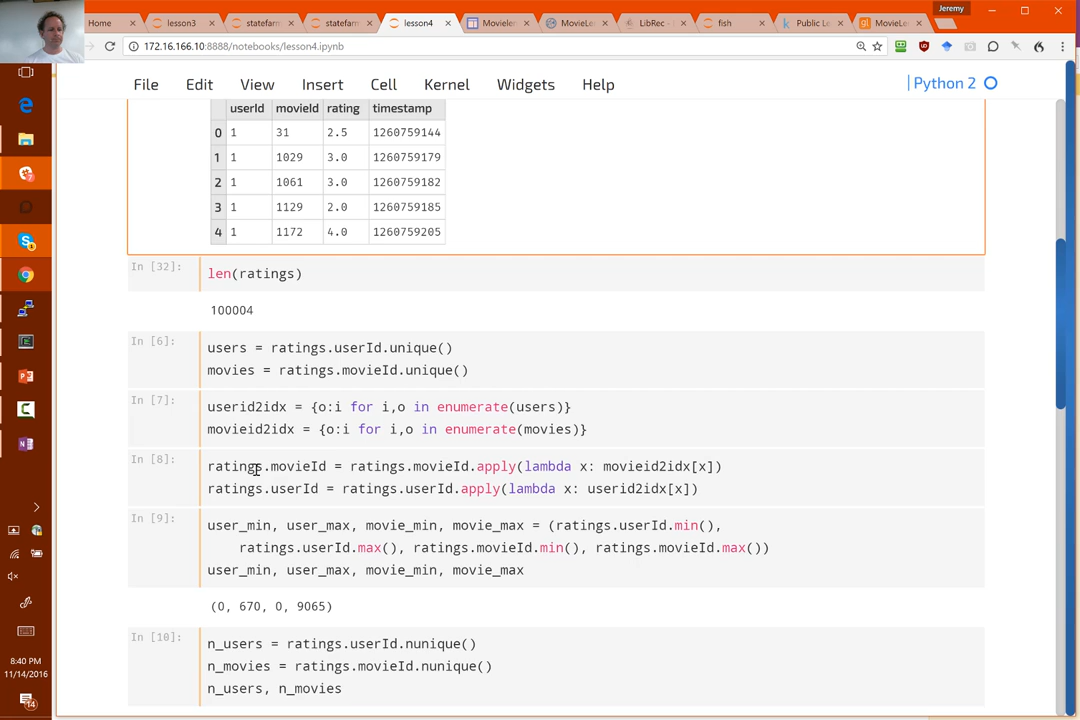 Jeremy
Home
lesson3
statefarm
statefarm
lesson4
Movielen
MovieLe
LibRec -
fish
Public Le
MovieLe
172.16.166.10:8888/notebooks/lesson4.ipynb
File Edit View Insert Cell Kernel Widgets Help
Python 2
userId movieId rating timestamp
0 1 31 2.5 1260759144
1 1 1029 3.0 1260759179
2 1 1061 3.0 1260759182
3 1 1129 2.0 1260759185
4 1 1172 4.0 1260759205
In [32]: len(ratings)
100004
In [6]: users = ratings.userId.unique()
movies = ratings.movieId.unique()
In [7]: userid2idx = {o:i for i,o in enumerate(users)}
movieid2idx = {o:i for i,o in enumerate(movies)}
In [8]: ratings.movieId = ratings.movieId.apply(lambda x: movieid2idx[x])
ratings.userId = ratings.userId.apply(lambda x: userid2idx[x])
In [9]: user_min, user_max, movie_min, movie_max = (ratings.userId.min(),
ratings.userId.max(), ratings.movieId.min(), ratings.movieId.max())
user_min, user_max, movie_min, movie_max
(0, 670, 0, 9065)
In [10]: n_users = ratings.userId.nunique()
n_movies = ratings.movieId.nunique()
n_users, n_movies
8:40 PM
11/14/2016
14